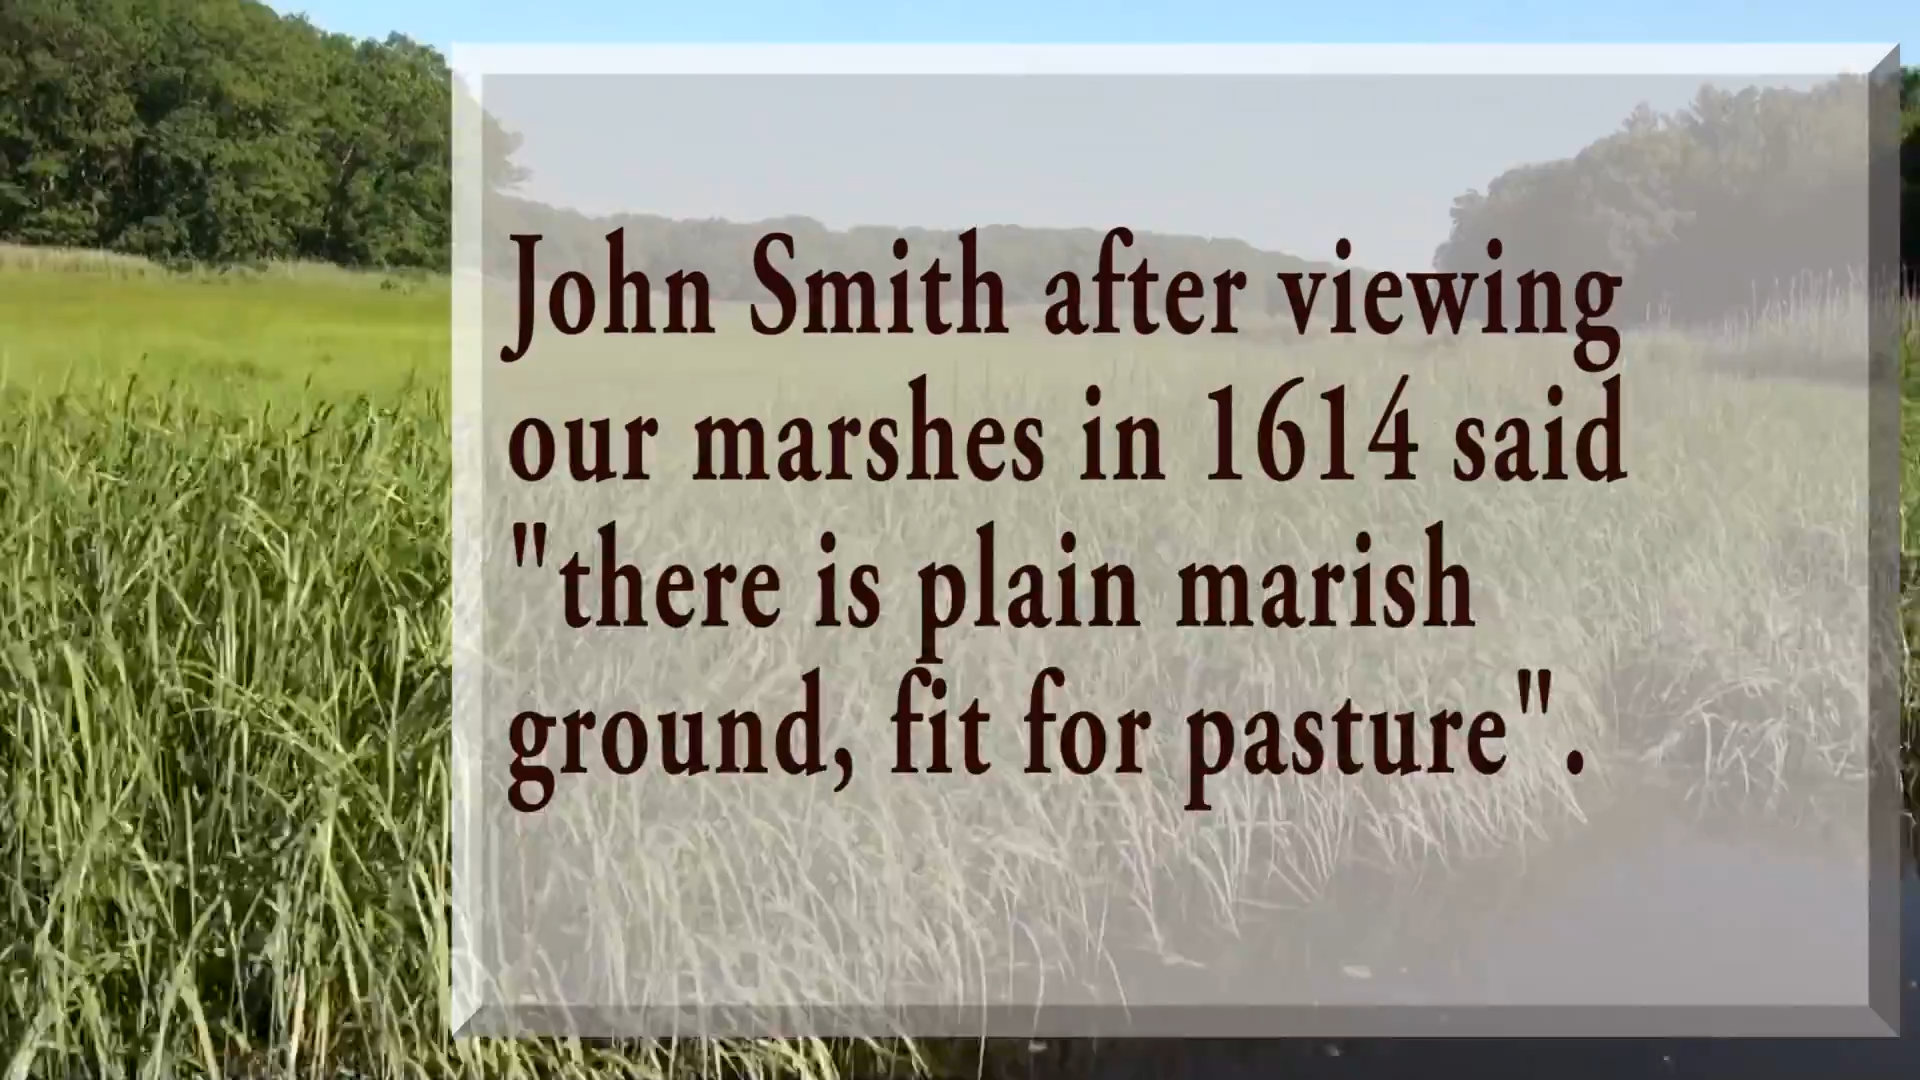 John Smith after viewing
our marshes in 1614 said
"there is plain marish
ground, fit for pasture".